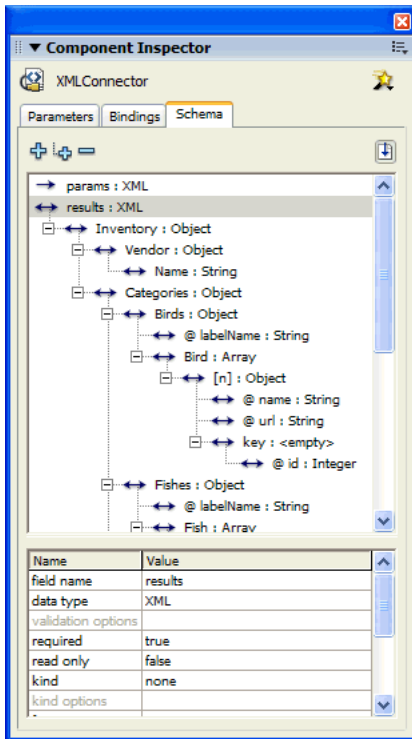 Component Inspector
XMLConnector
Parameters Bindings Schema
params : XML
results : XML
Inventory : Object
Vendor : Object
Name : String
Categories : Object
Birds : Object
@ labelName : String
Bird : Array
[n] : Object
@ name : String
@ url : String
key : <empty>
@ id : Integer
Fishes : Object
@ labelName : String
Fish : Array
Name Value
field name results
data type XML
validation options
required true
read only false
kind none
kind options